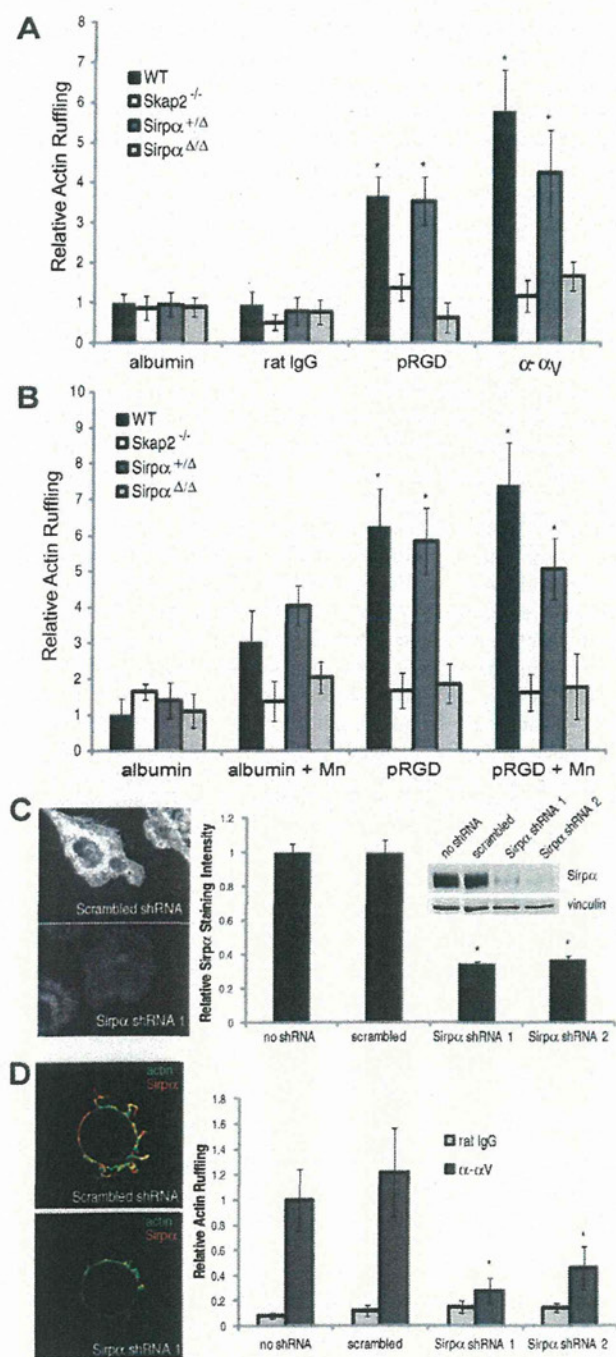 A
Relative Actin Ruffling
8
7
6
5
4
3
2
1
0
WT
Skap2 -/-
Sirpα +/Δ
Sirpα Δ/Δ
*
*
*
*
albumin
rat IgG
pRGD
α- αV
B
Relative Actin Ruffling
10
9
8
7
6
5
4
3
2
1
0
WT
Skap2 -/-
Sirpα +/Δ
Sirpα Δ/Δ
*
*
*
*
albumin
albumin + Mn
pRGD
pRGD + Mn
C
Scrambled shRNA
Sirpα shRNA 1
Relative Sirpα Staining Intensity
1.2
1
0.8
0.6
0.4
0.2
0
no shRNA
scrambled
Sirpα shRNA 1
Sirpα shRNA 2
Sirpα
vinculin
*
*
no shRNA
scrambled
Sirpα shRNA 1
Sirpα shRNA 2
D
actin
Sirpα
Scrambled shRNA
actin
Sirpα
Sirpα shRNA 1
Relative Actin Ruffling
1.8
1.6
1.4
1.2
1
0.8
0.6
0.4
0.2
0
rat IgG
α-αV
*
*
no shRNA
scrambled
Sirpα shRNA 1
Sirpα shRNA 2